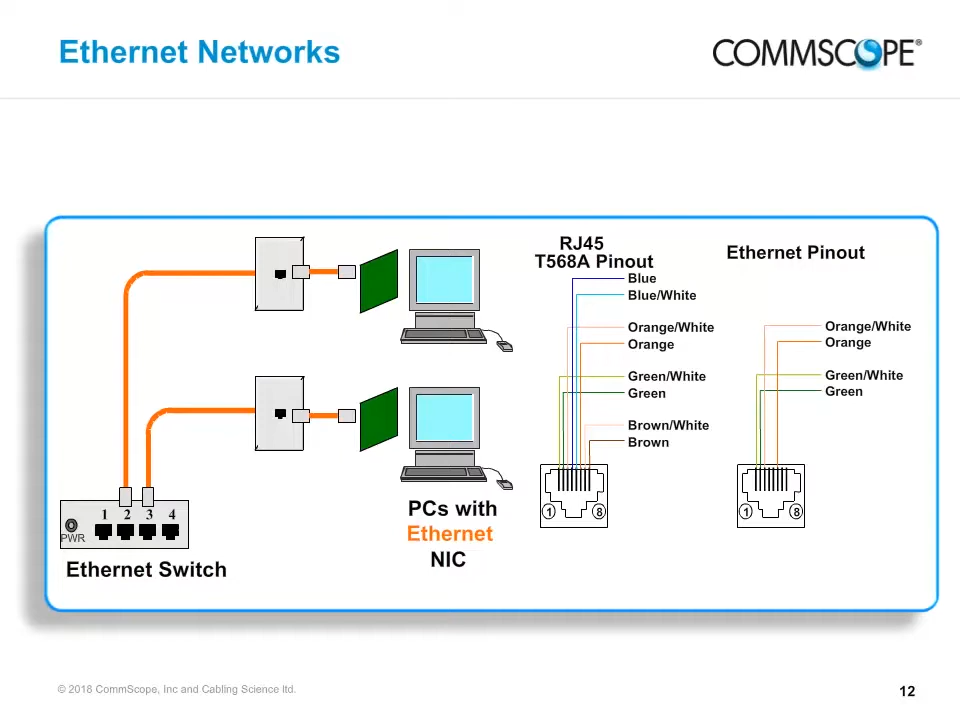 Ethernet Networks
COMMSCOPE®
RJ45
T568A Pinout
Blue
Blue/White
Orange/White
Orange
Green/White
Green
Brown/White
Brown
1 8
Ethernet Pinout
Orange/White
Orange
Green/White
Green
1 8
1 2 3 4
PWR
Ethernet Switch
PCs with
Ethernet
NIC
© 2018 CommScope, Inc and Cabling Science ltd.
12